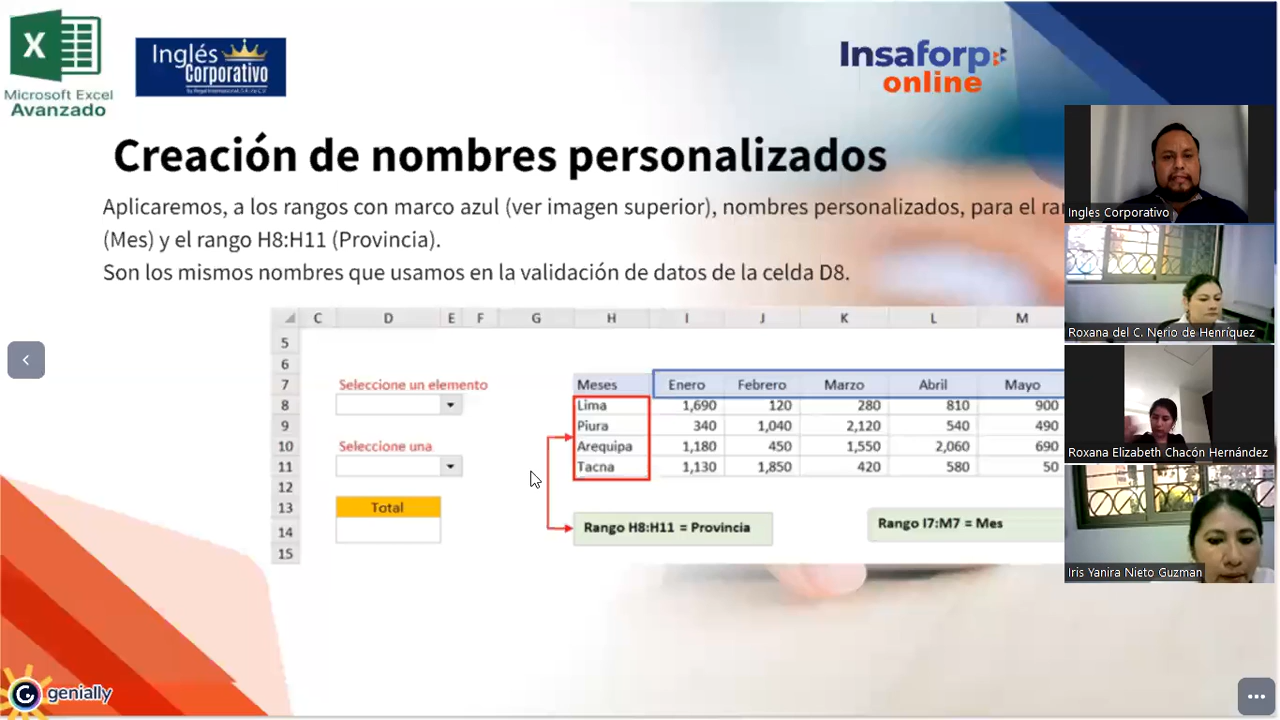 Microsoft Excel
Avanzado
Inglés
Corporativo
Insaforp
online
Creación de nombres personalizados
Aplicaremos, a los rangos con marco azul (ver imagen superior), nombres personalizados, para el ra
(Mes) y el rango H8:H11 (Provincia).
Son los mismos nombres que usamos en la validación de datos de la celda D8.
C D E F G H I J K L M
5
6
7 Seleccione un elemento Meses Enero Febrero Marzo Abril Mayo
8 Lima 1,690 120 280 810 900
9 Piura 340 1,040 2,120 540 490
10 Seleccione una Arequipa 1,180 450 1,550 2,060 690
11 Tacna 1,130 1,850 420 580 50
12
13 Total
14 Rango H8:H11 = Provincia Rango I7:M7 = Mes
15
Ingles Corporativo
Roxana del C. Nerio de Henríquez
Roxana Elizabeth Chacón Hernández
Iris Yanira Nieto Guzman
genially